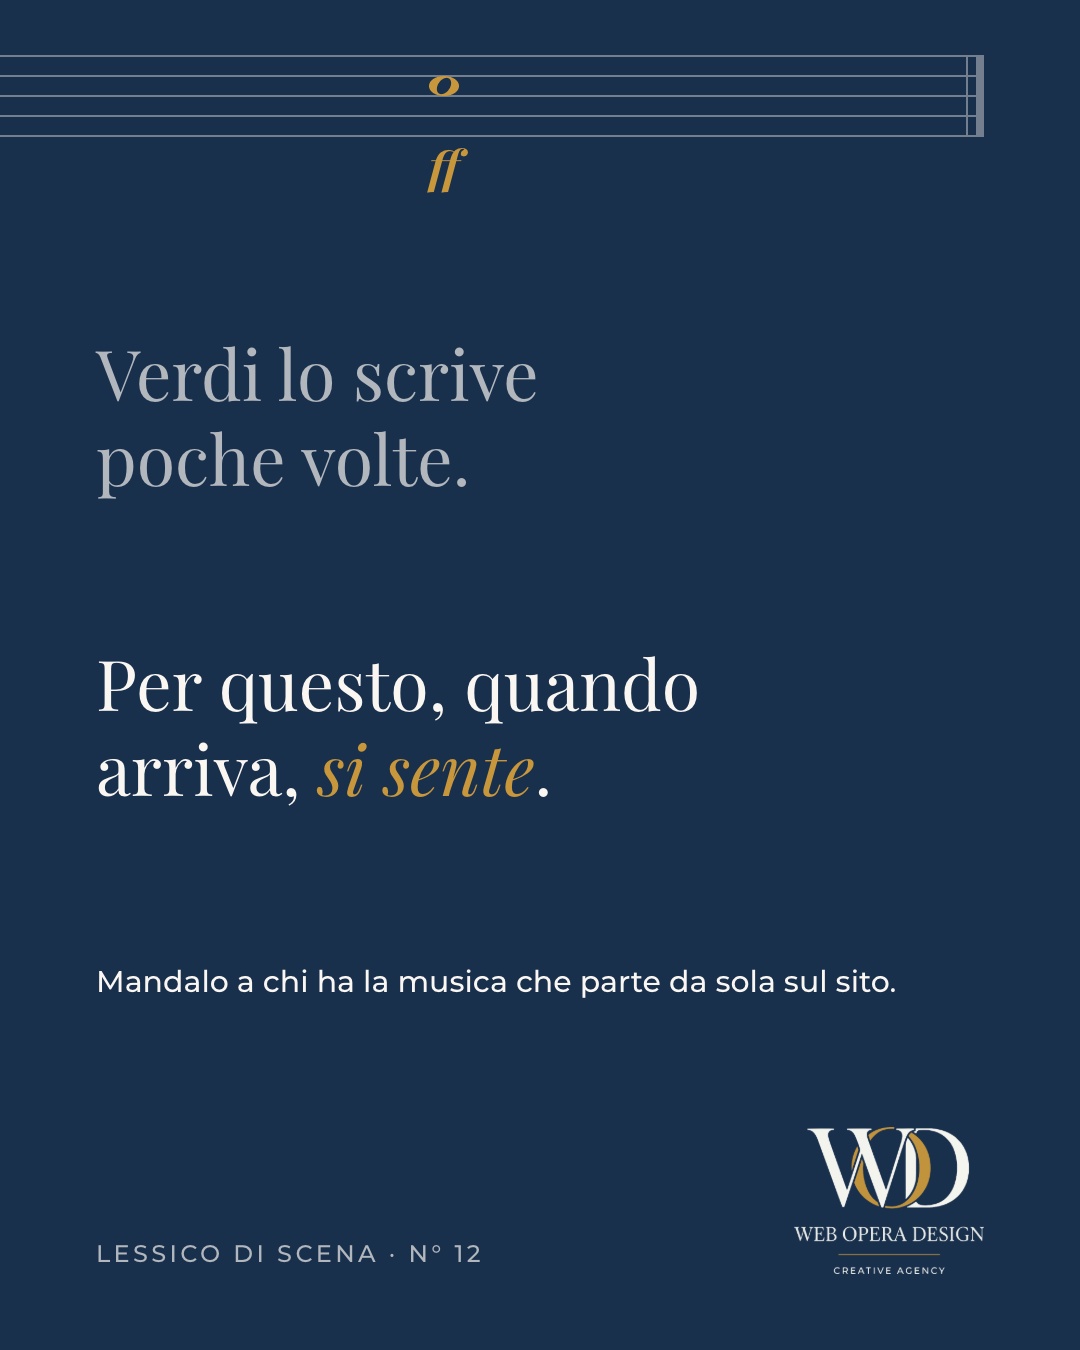 ff
Verdi lo scrive
poche volte.
Per questo, quando
arriva, si sente.
Mandalo a chi ha la musica che parte da sola sul sito.
LESSICO DI SCENA · N° 12
WOD
WEB OPERA DESIGN
CREATIVE AGENCY